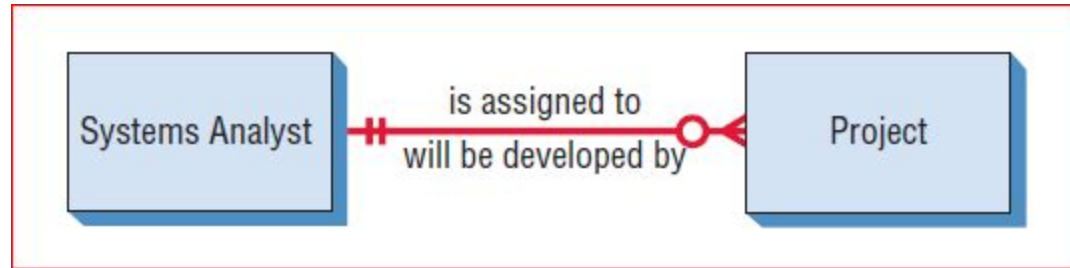 Systems Analyst
is assigned to
will be developed by
Project